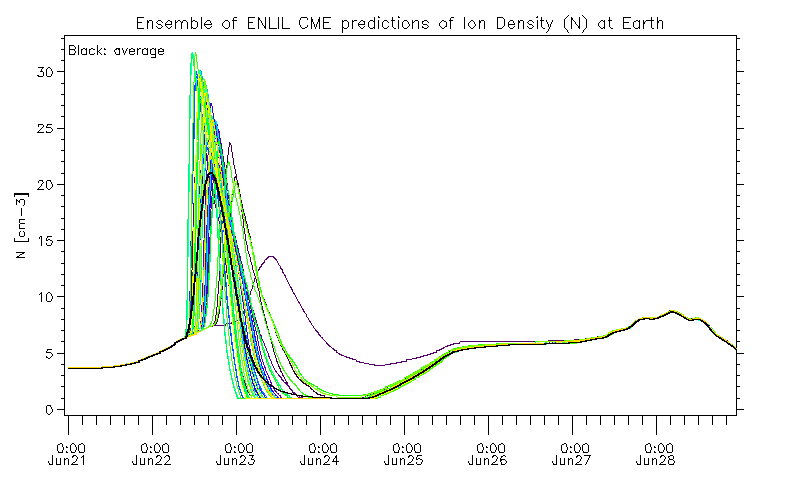 Ensemble of ENLIL CME predictions of Ion Density (N) at Earth
Black: average
30
25
20
15
10
5
0
N [cm-3]
0:00 0:00 0:00 0:00 0:00 0:00 0:00 0:00
Jun21 Jun22 Jun23 Jun24 Jun25 Jun26 Jun27 Jun28